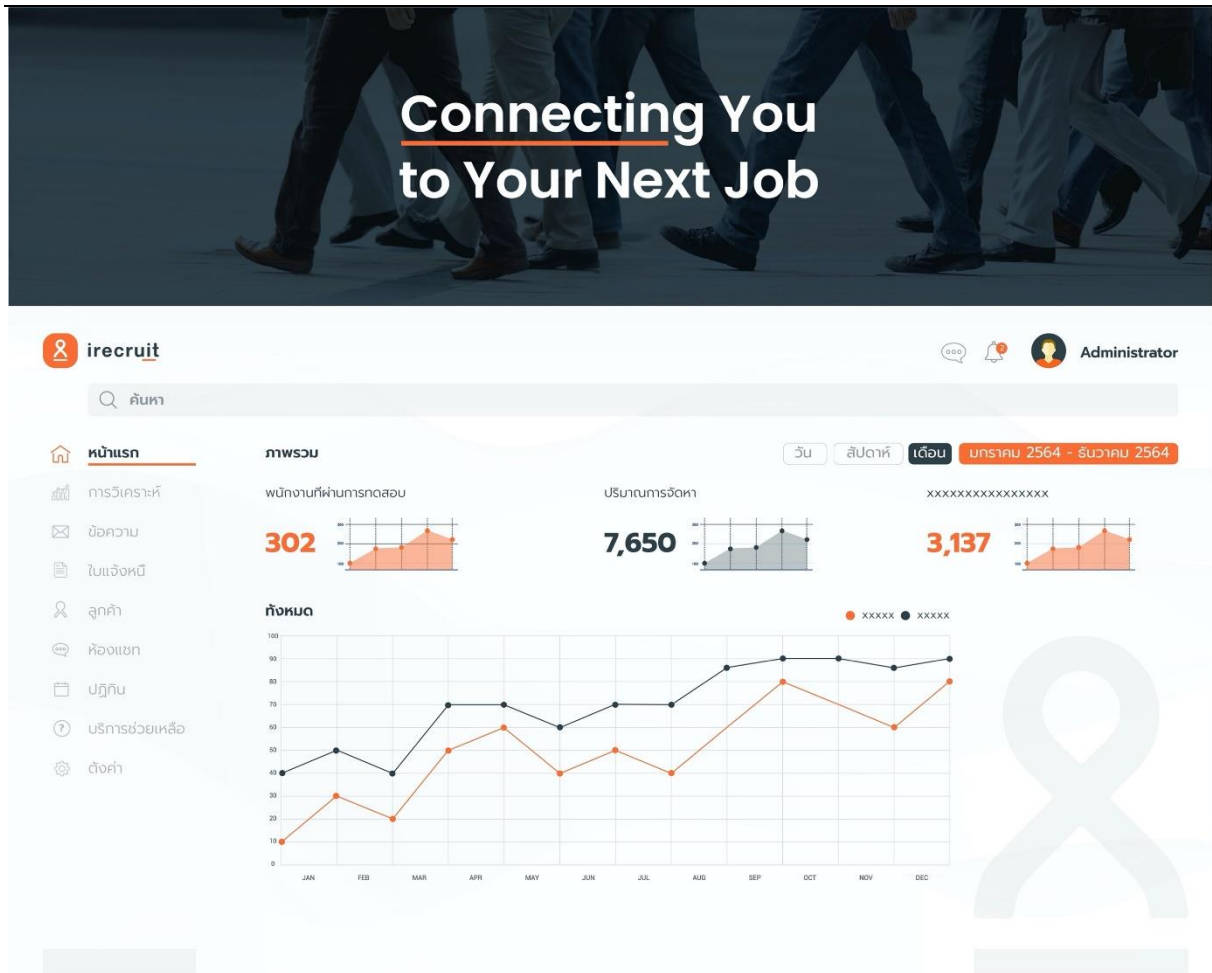 Connecting You
to Your Next Job
irecruit
2
Administrator
ค้นหา
หน้าแรก
การวิเคราะห์
ข้อความ
ใบแจ้งหนี้
ลูกค้า
ห้องแชท
ปฏิทิน
บริการช่วยเหลือ
ตั้งค่า
ภาพรวม
วัน
สัปดาห์
เดือน
มกราคม 2564 - ธันวาคม 2564
พนักงานที่ผ่านการทดสอบ
302
ปริมาณการจัดหา
7,650
xxxxxxxxxxxxxxxx
3,137
ทั้งหมด
xxxxx
xxxxx
100
90
80
70
60
50
40
30
20
10
0
JAN FEB MAR APR MAY JUN JUL AUG SEP OCT NOV DEC